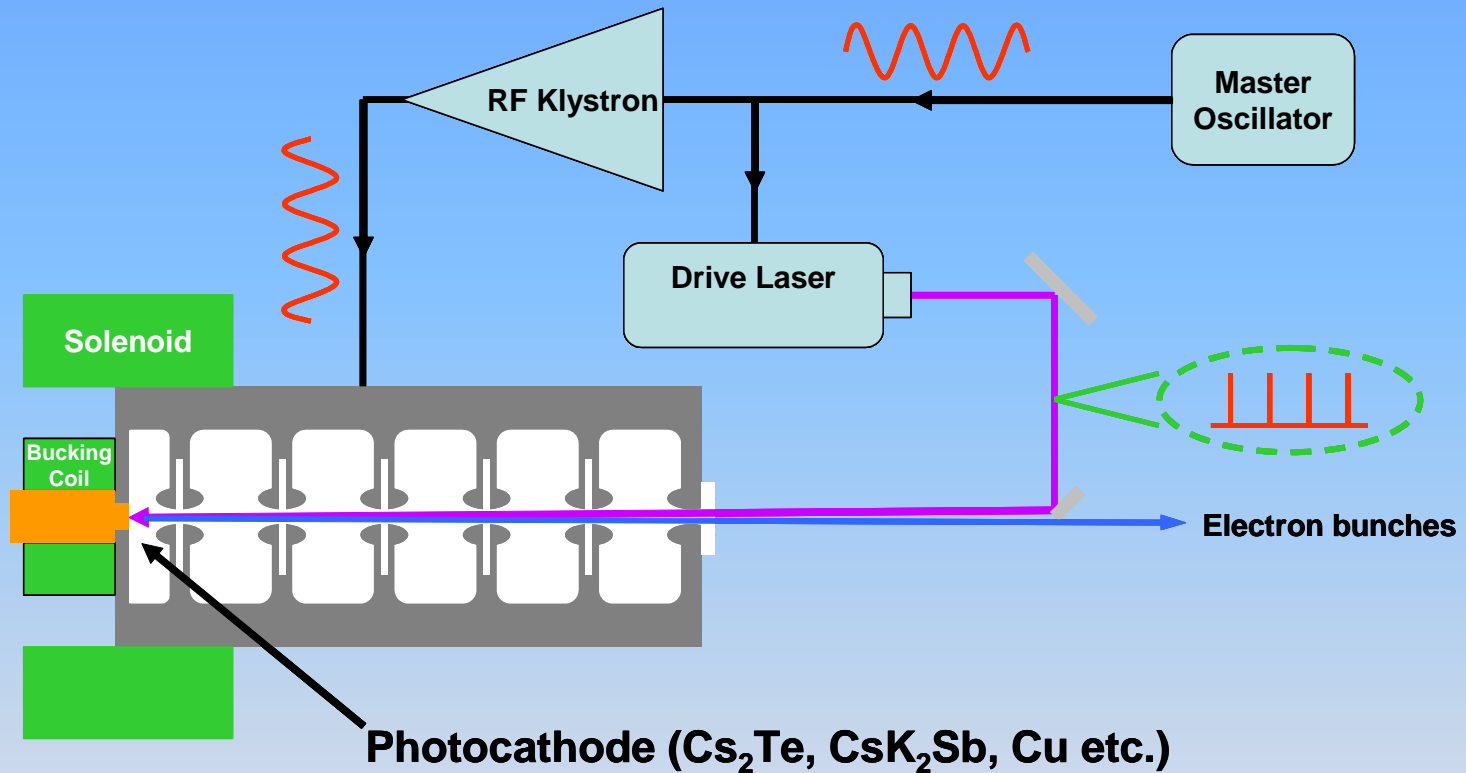 RF Klystron
Master
Oscillator
Drive Laser
Solenoid
Bucking
Coil
Electron bunches
Photocathode (Cs₂Te, CsK₂Sb, Cu etc.)